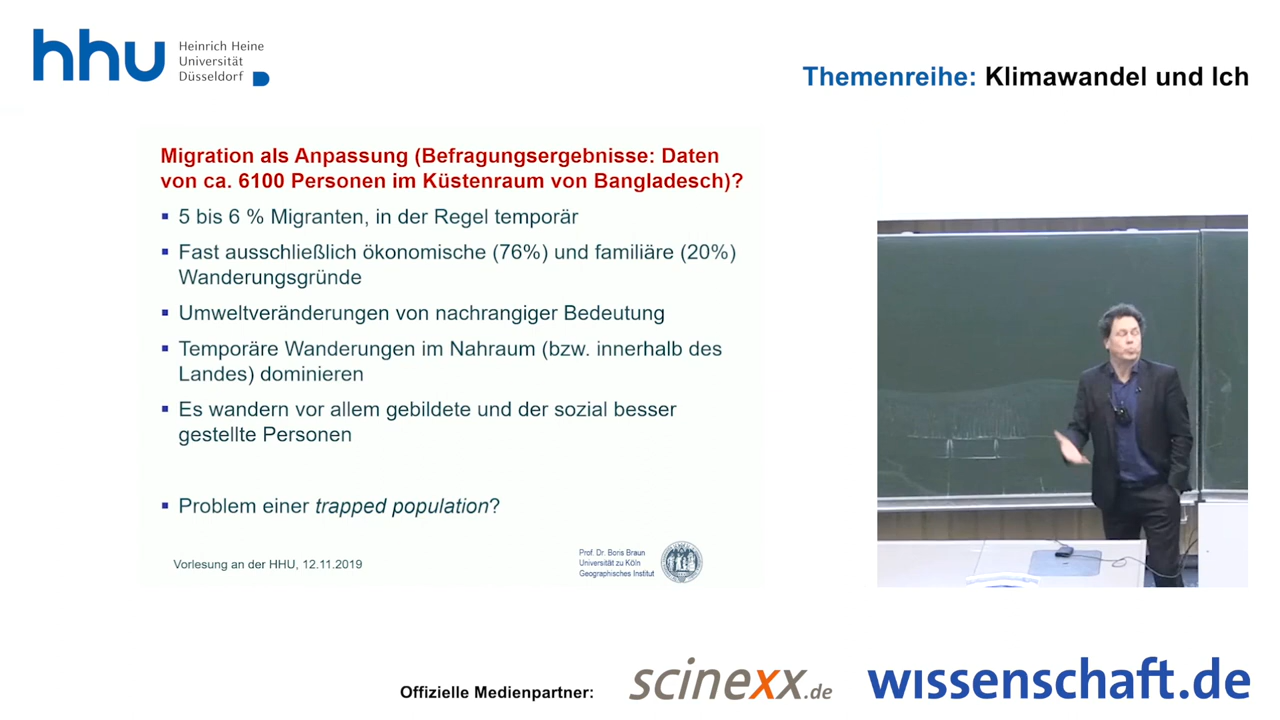 hhu
Heinrich Heine
Universität
Düsseldorf
Themenreihe: Klimawandel und Ich
Migration als Anpassung (Befragungsergebnisse: Daten
von ca. 6100 Personen im Küstenraum von Bangladesch)?
▪ 5 bis 6 % Migranten, in der Regel temporär
▪ Fast ausschließlich ökonomische (76%) und familiäre (20%)
Wanderungsgründe
▪ Umweltveränderungen von nachrangiger Bedeutung
▪ Temporäre Wanderungen im Nahraum (bzw. innerhalb des
Landes) dominieren
▪ Es wandern vor allem gebildete und der sozial besser
gestellte Personen
▪ Problem einer trapped population?
Vorlesung an der HHU, 12.11.2019
Prof. Dr. Boris Braun
Universität zu Köln
Geographisches Institut
Offizielle Medienpartner:
scinexx.de
wissenschaft.de